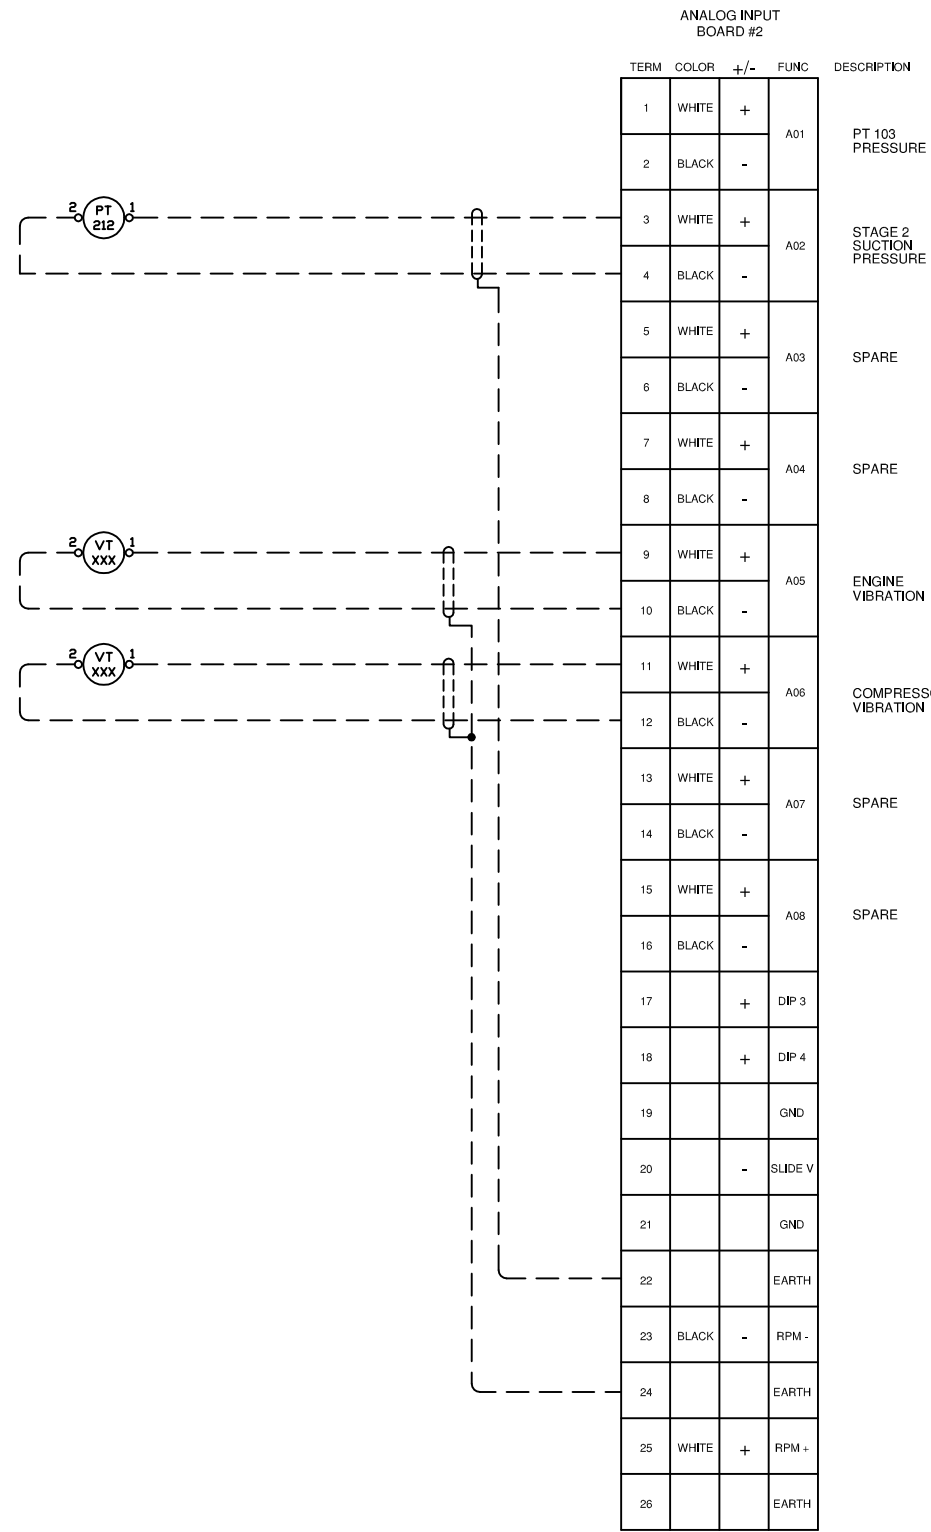 ANALOG INPUT
BOARD #2
TERM COLOR +/- FUNC DESCRIPTION
1 WHITE +
A01
PT 103
PRESSURE
2 BLACK -
2 PT 212 1
3 WHITE +
A02
STAGE 2
SUCTION
PRESSURE
4 BLACK -
5 WHITE +
A03 SPARE
6 BLACK -
7 WHITE +
A04 SPARE
8 BLACK -
2 VT XXX 1
9 WHITE +
A05
ENGINE
VIBRATION
10 BLACK -
2 VT XXX 1
11 WHITE +
A06
COMPRESSO
VIBRATION
12 BLACK -
13 WHITE +
A07 SPARE
14 BLACK -
15 WHITE +
A08 SPARE
16 BLACK -
17 + DIP 3
18 + DIP 4
19 GND
20 - SLIDE V
21 GND
22 EARTH
23 BLACK - RPM -
24 EARTH
25 WHITE + RPM +
26 EARTH